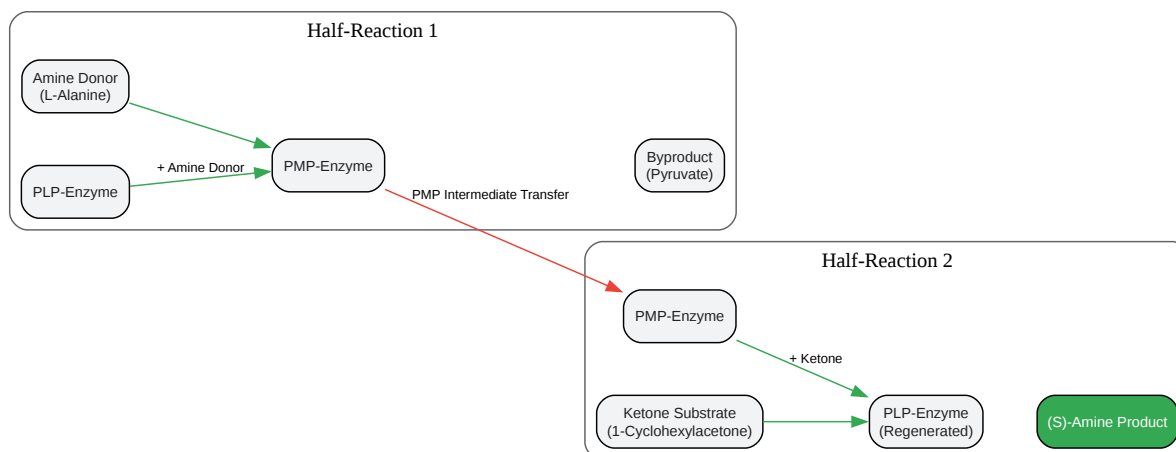 Half-Reaction 1
Amine Donor
(L-Alanine)
PLP-Enzyme
+ Amine Donor
PMP-Enzyme
Byproduct
(Pyruvate)
PMP Intermediate Transfer
Half-Reaction 2
PMP-Enzyme
+ Ketone
Ketone Substrate
(1-Cyclohexylacetone)
PLP-Enzyme
(Regenerated)
(S)-Amine Product